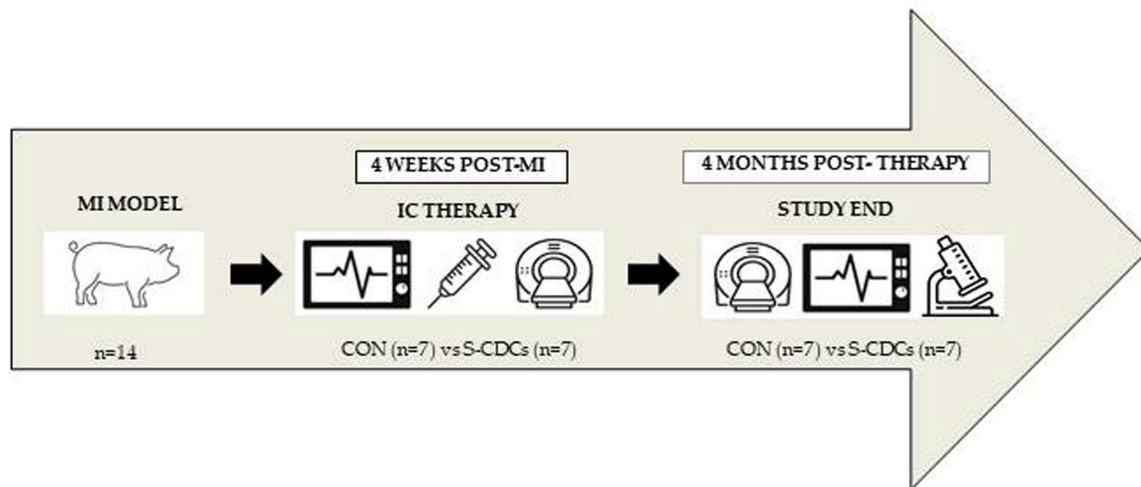 4 WEEKS POST-MI
4 MONTHS POST- THERAPY
MI MODEL
IC THERAPY
STUDY END
n=14
CON (n=7) vs S-CDCs (n=7)
CON (n=7) vs S-CDCs (n=7)